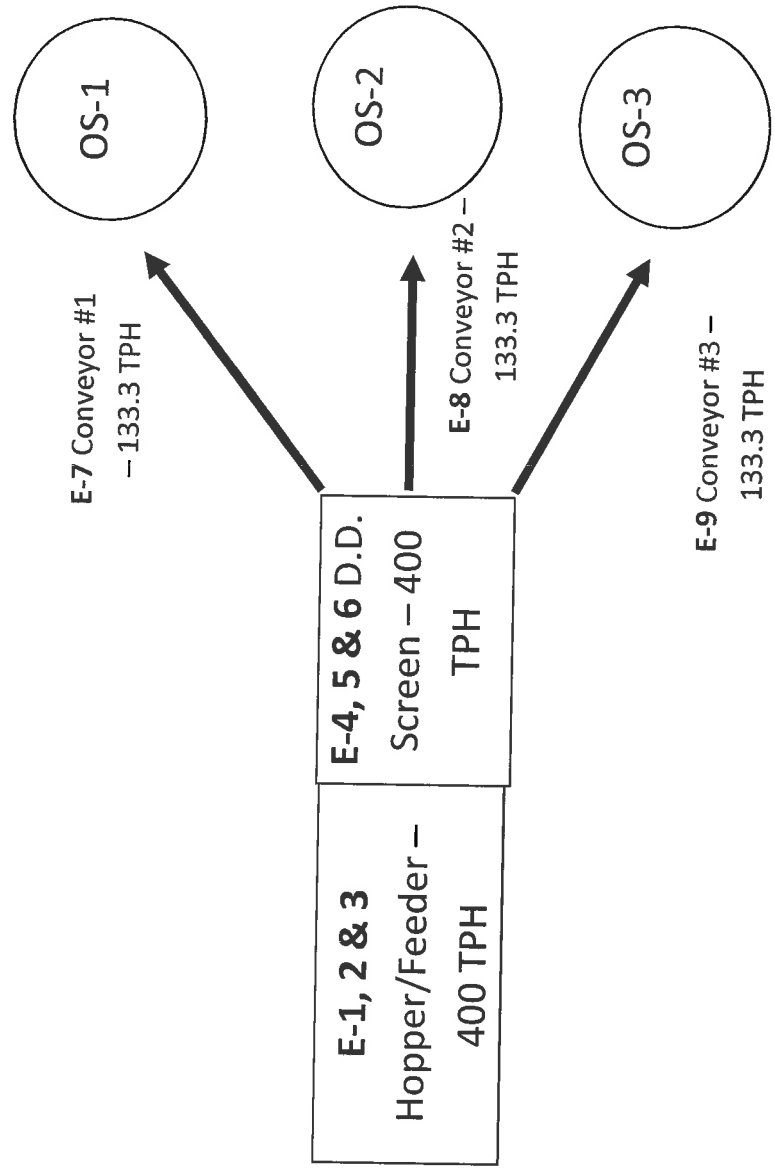 E-1, 2 & 3
Hopper/Feeder –
400 TPH
E-4, 5 & 6 D.D.
Screen – 400
TPH
E-7 Conveyor #1
– 133.3 TPH
OS-1
E-8 Conveyor #2 –
133.3 TPH
OS-2
E-9 Conveyor #3 –
133.3 TPH
OS-3